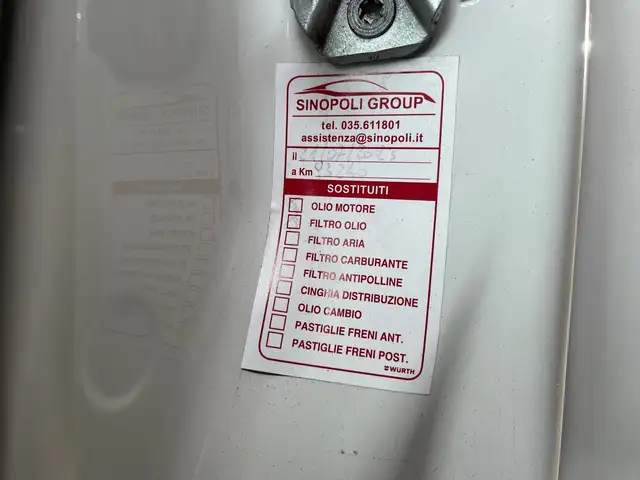 SINOPOLI GROUP
tel. 035.611801
assistenza@sinopoli.it
il
a Km
SOSTITUITI
OLIO MOTORE
FILTRO OLIO
FILTRO ARIA
FILTRO CARBURANTE
FILTRO ANTIPOLLINE
CINGHIA DISTRIBUZIONE
OLIO CAMBIO
PASTIGLIE FRENI ANT.
PASTIGLIE FRENI POST.
WURTH